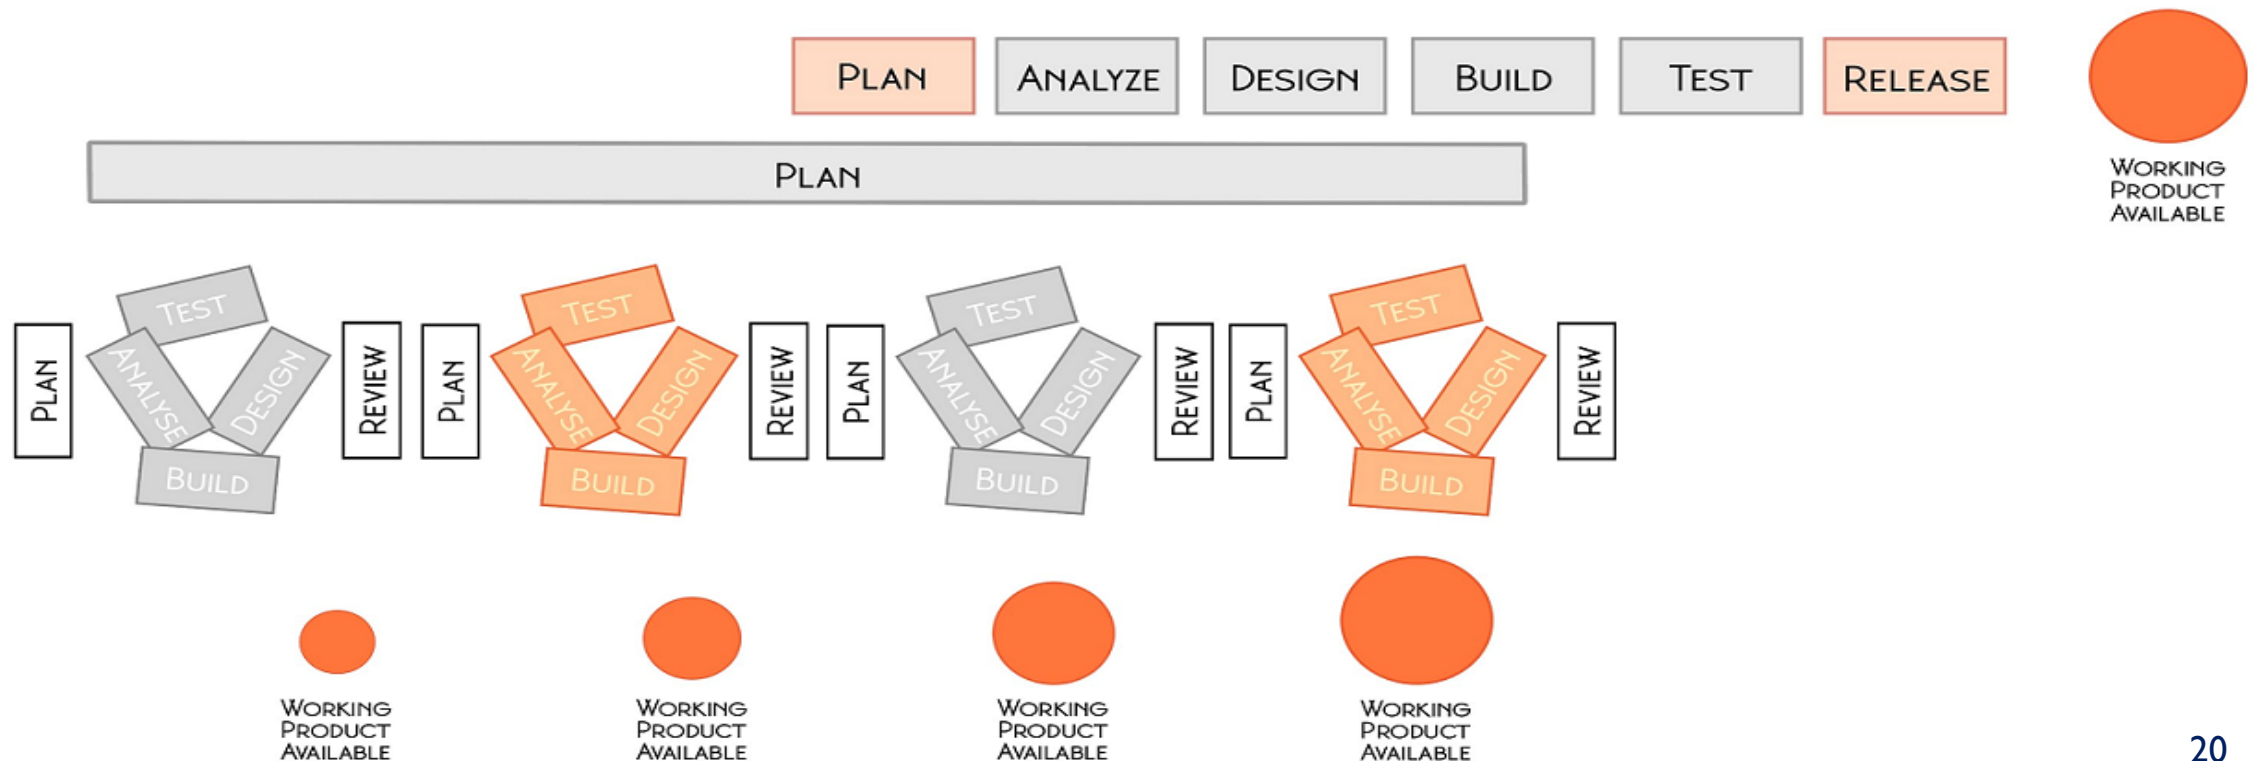 PLAN
ANALYZE
DESIGN
BUILD
TEST
RELEASE
WORKING
PRODUCT
AVAILABLE
PLAN
PLAN
TEST
ANALYSE
DESIGN
BUILD
REVIEW
PLAN
TEST
ANALYSE
DESIGN
BUILD
REVIEW
PLAN
TEST
ANALYSE
DESIGN
BUILD
REVIEW
PLAN
TEST
ANALYSE
DESIGN
BUILD
REVIEW
WORKING
PRODUCT
AVAILABLE
WORKING
PRODUCT
AVAILABLE
WORKING
PRODUCT
AVAILABLE
WORKING
PRODUCT
AVAILABLE
20